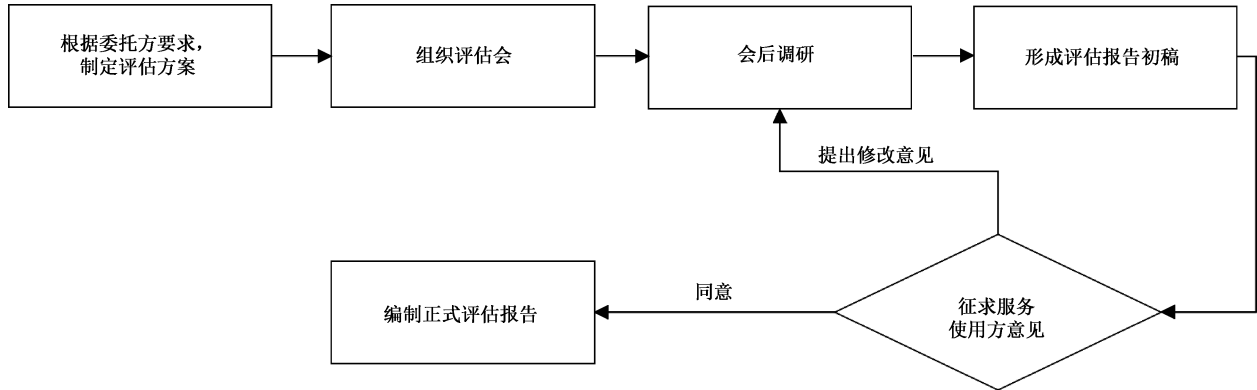 根据委托方要求，
制定评估方案
组织评估会
会后调研
形成评估报告初稿
提出修改意见
征求服务
使用方意见
同意
编制正式评估报告